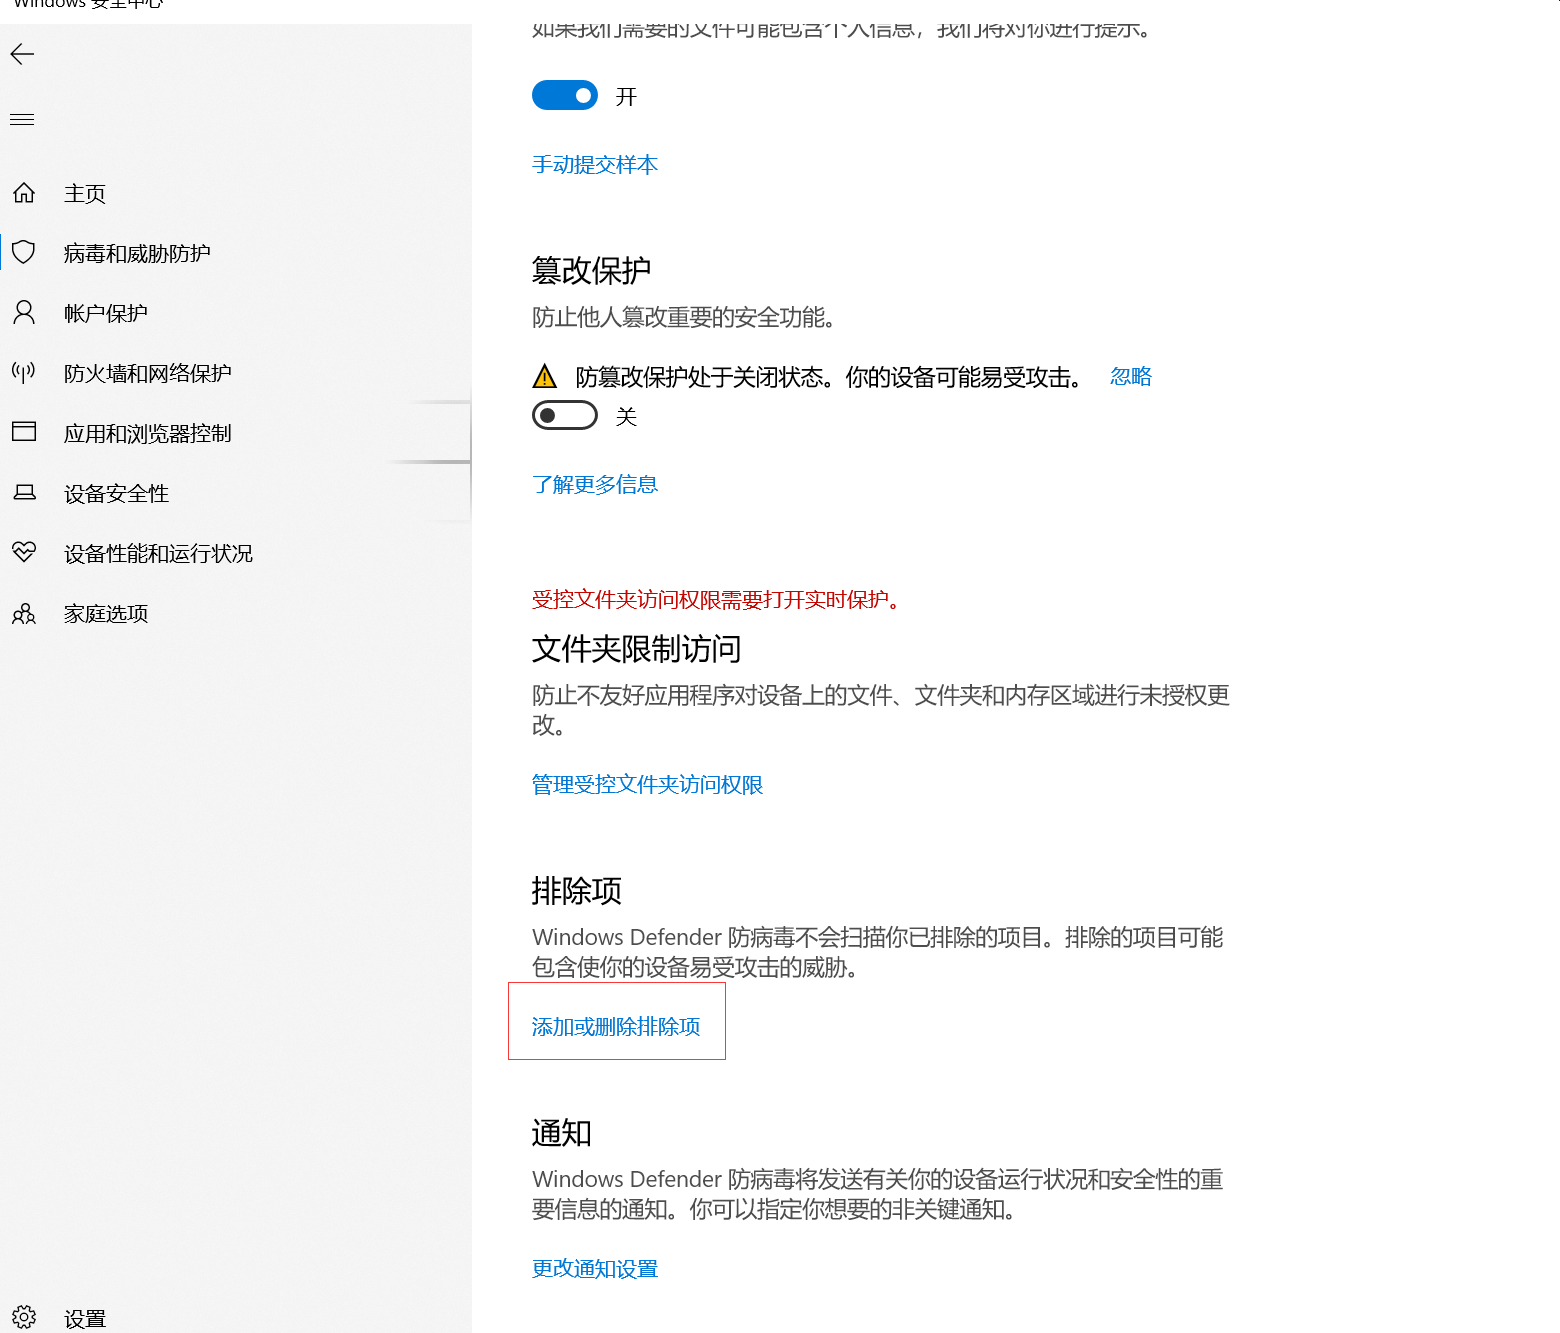 Windows 安全中心
如果我们需要的文件可能包含个人信息，我们将对你进行提示。
开
手动提交样本
主页
病毒和威胁防护
帐户保护
防火墙和网络保护
应用和浏览器控制
设备安全性
设备性能和运行状况
家庭选项
设置
篡改保护
防止他人篡改重要的安全功能。
防篡改保护处于关闭状态。你的设备可能易受攻击。 忽略
关
了解更多信息
受控文件夹访问权限需要打开实时保护。
文件夹限制访问
防止不友好应用程序对设备上的文件、文件夹和内存区域进行未授权更
改。
管理受控文件夹访问权限
排除项
Windows Defender 防病毒不会扫描你已排除的项目。排除的项目可能
包含使你的设备易受攻击的威胁。
添加或删除排除项
通知
Windows Defender 防病毒将发送有关你的设备运行状况和安全性的重
要信息的通知。你可以指定你想要的非关键通知。
更改通知设置